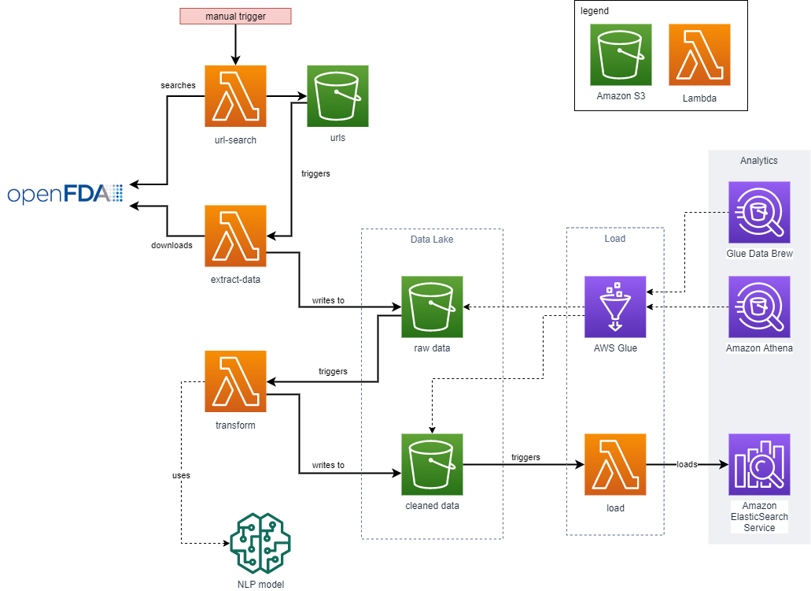 manual trigger
legend
Amazon S3
Lambda
searches
url-search
urls
triggers
Analytics
openFDA
downloads
extract-data
Data Lake
Load
Glue Data Brew
writes to
raw data
AWS Glue
Amazon Athena
triggers
transform
uses
writes to
cleaned data
triggers
load
loads
Amazon
ElasticSearch
Service
NLP model